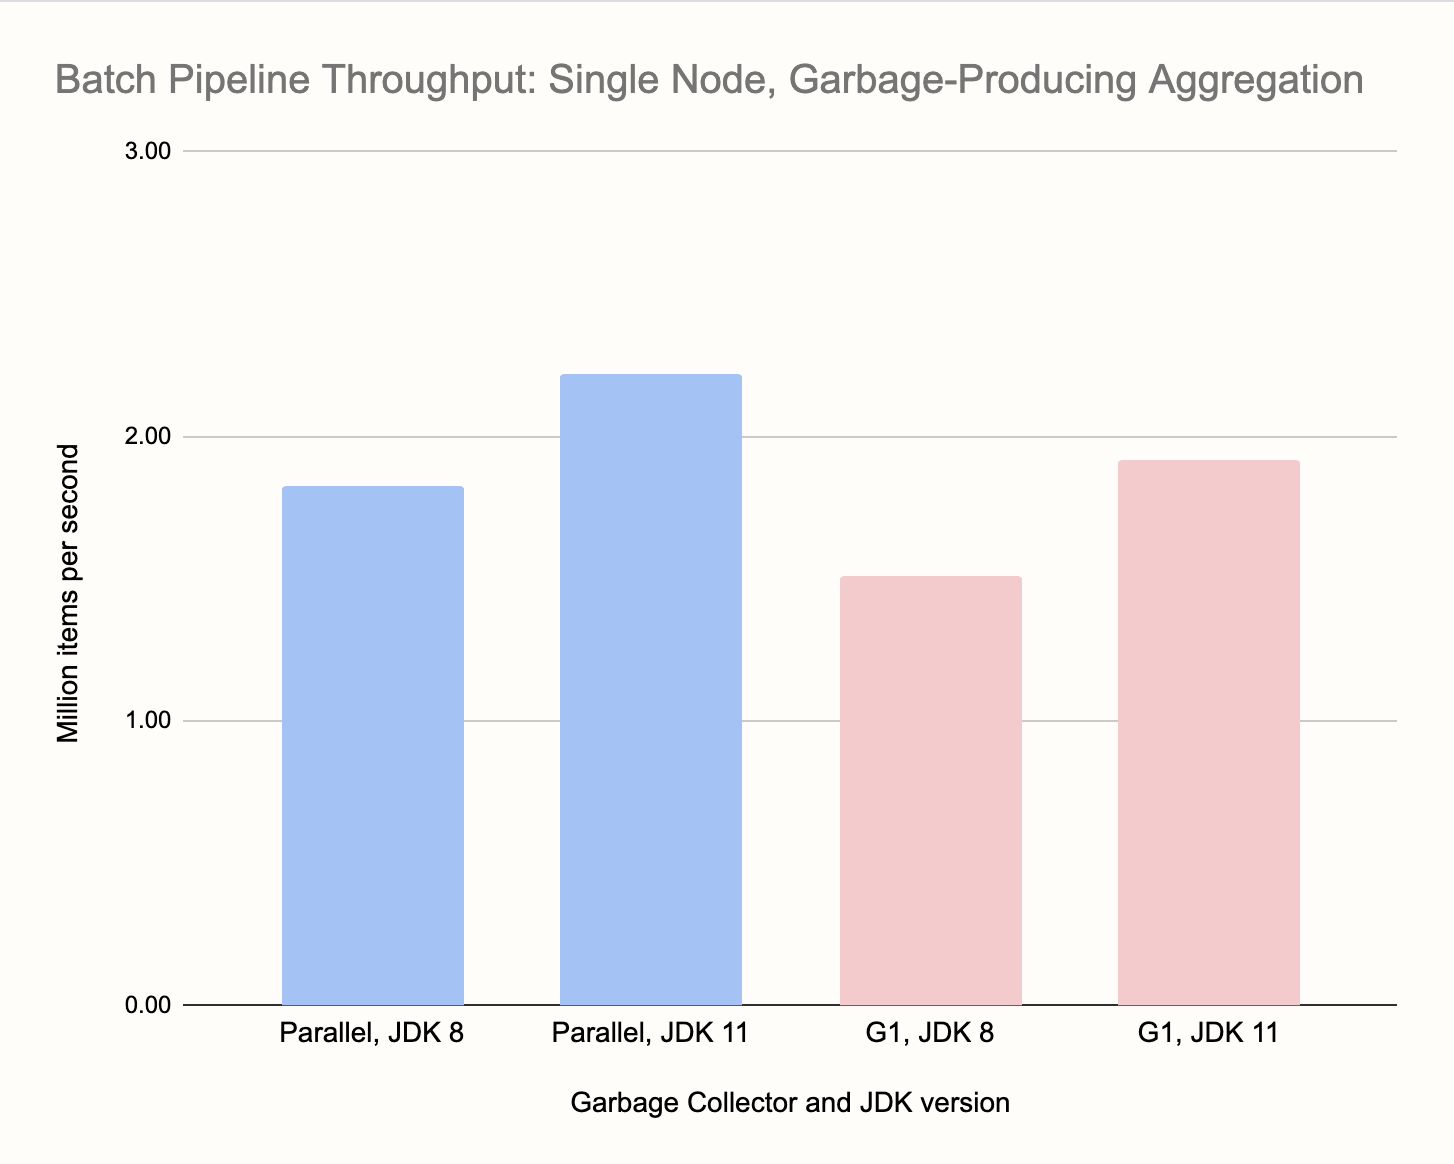 Batch Pipeline Throughput: Single Node, Garbage-Producing Aggregation
3.00
2.00
1.00
0.00
Million items per second
Parallel, JDK 8
Parallel, JDK 11
G1, JDK 8
G1, JDK 11
Garbage Collector and JDK version